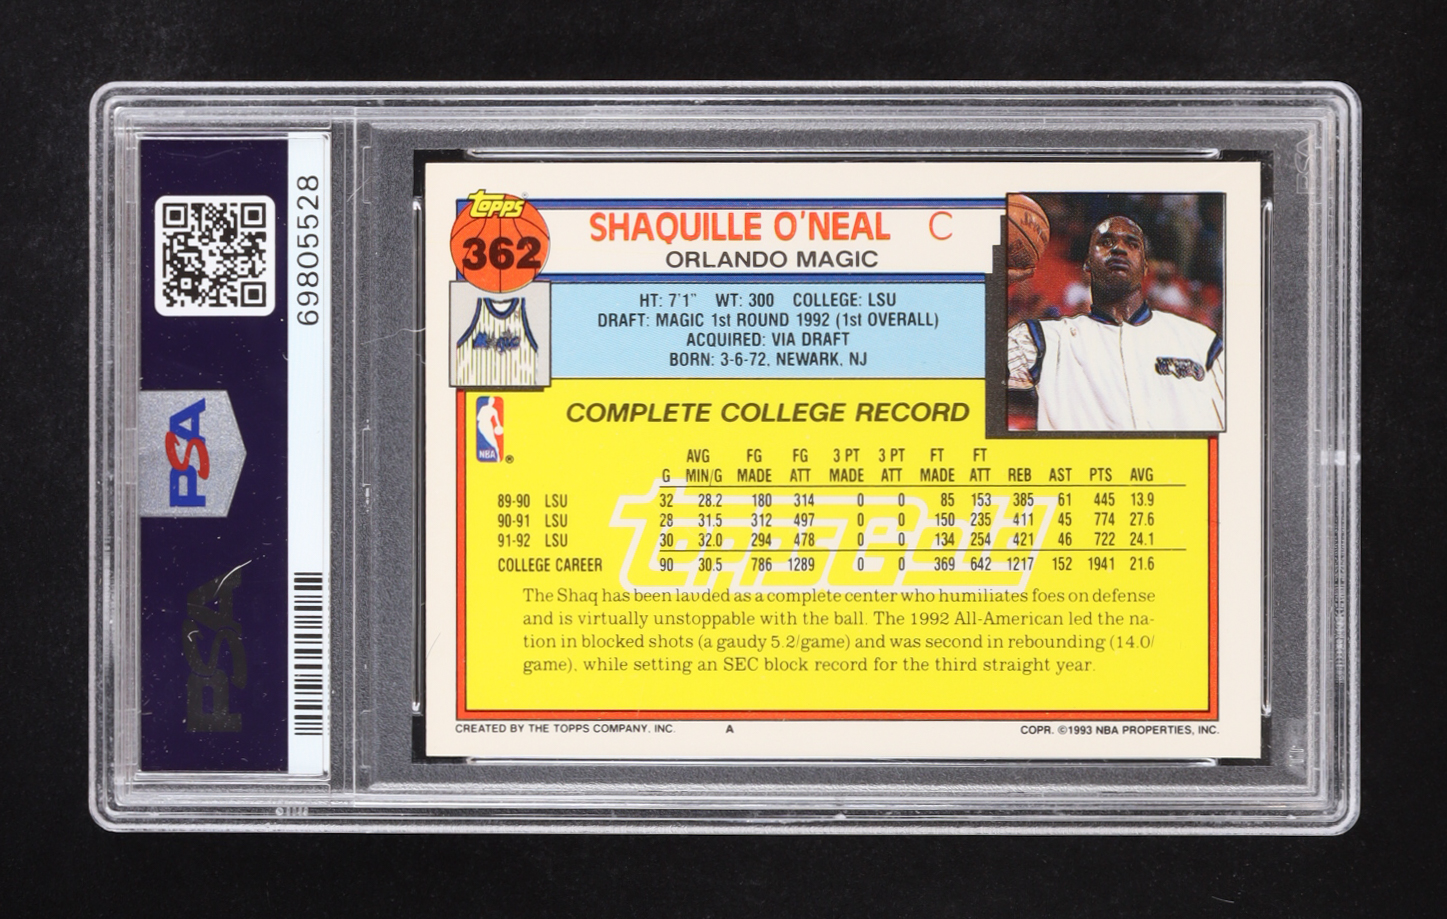 69805528
PSA
PSA
Topps
362
SHAQUILLE O'NEAL C
ORLANDO MAGIC
HT: 7'1" WT: 300 COLLEGE: LSU
DRAFT: MAGIC 1st ROUND 1992 (1st OVERALL)
ACQUIRED: VIA DRAFT
BORN: 3-6-72, NEWARK, NJ
Magic
NBA ®
COMPLETE COLLEGE RECORD
AVG FG FG 3 PT 3 PT FT FT
G MIN/G MADE ATT MADE ATT MADE ATT REB AST PTS AVG
89-90 LSU 32 28.2 180 314 0 0 85 153 385 61 445 13.9
90-91 LSU 28 31.5 312 497 0 0 150 235 411 45 774 27.6
91-92 LSU 30 32.0 294 478 0 0 134 254 421 46 722 24.1
COLLEGE CAREER 90 30.5 786 1289 0 0 369 642 1217 152 1941 21.6
ToppsGold
The Shaq has been lauded as a complete center who humiliates foes on defense
and is virtually unstoppable with the ball. The 1992 All-American led the na-
tion in blocked shots (a gaudy 5.2/game) and was second in rebounding (14.0/
game), while setting an SEC block record for the third straight year.
CREATED BY THE TOPPS COMPANY, INC. A COPR. ©1993 NBA PROPERTIES, INC.